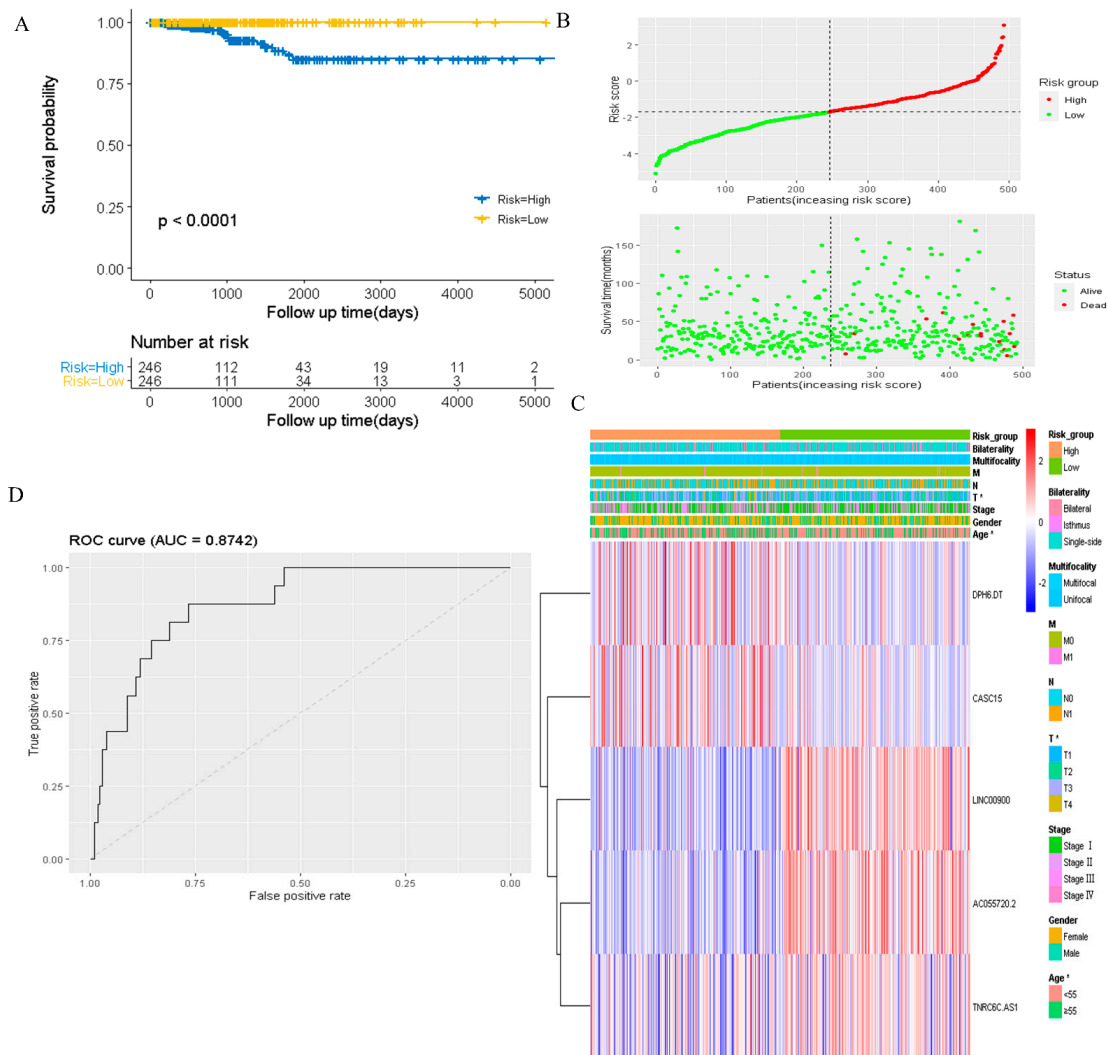 A
1.00
0.75
0.50
0.25
0.00
Survival probability
p < 0.0001
Risk=High
Risk=Low
0 1000 2000 3000 4000 5000
Follow up time(days)
Number at risk
Risk=High 246 112 43 19 11 2
Risk=Low 246 111 34 13 3 1
0 1000 2000 3000 4000 5000
Follow up time(days)
B
2
0
-2
-4
Risk score
0 100 200 300 400 500
Patients(inceasing risk score)
Risk group
High
Low
150
100
50
0
Survival time(months)
0 100 200 300 400 500
Patients(inceasing risk score)
Status
Alive
Dead
C
Risk_group
Bilaterality
Multifocality
M
N
T *
Stage
Gender
Age *
DPH6.DT
CASC15
LINC00900
AC055720.2
TNRC6C.AS1
2
0
-2
Risk_group
High
Low
Bilaterality
Bilateral
Isthmus
Single-side
Multifocality
Multifocal
Unifocal
M
M0
M1
N
N0
N1
T *
T1
T2
T3
T4
Stage
Stage Ⅰ
Stage Ⅱ
Stage Ⅲ
Stage Ⅳ
Gender
Female
Male
Age *
<55
≥55
D
ROC curve (AUC = 0.8742)
1.00
0.75
0.50
0.25
0.00
True positive rate
1.00 0.75 0.50 0.25 0.00
False positive rate